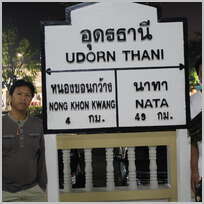 อุดรธานี
UDORN THANI
หนองขอนกว้าง
NONG KHON KWANG
4 กม.
นาทา
NATA
49 กม.